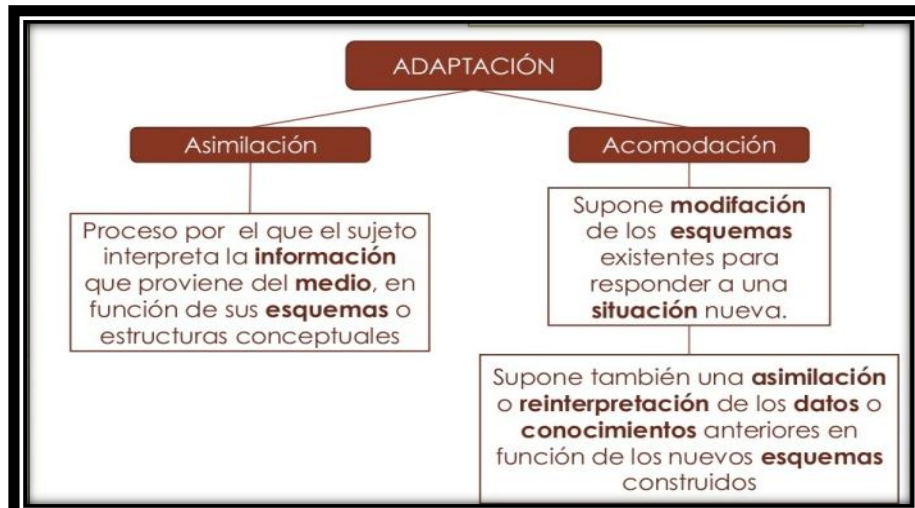 ADAPTACIÓN
Asimilación
Proceso por el que el sujeto
interpreta la información
que proviene del medio, en
función de sus esquemas o
estructuras conceptuales
Acomodación
Supone modifación
de los esquemas
existentes para
responder a una
situación nueva.
Supone también una asimilación
o reinterpretación de los datos o
conocimientos anteriores en
función de los nuevos esquemas
construidos